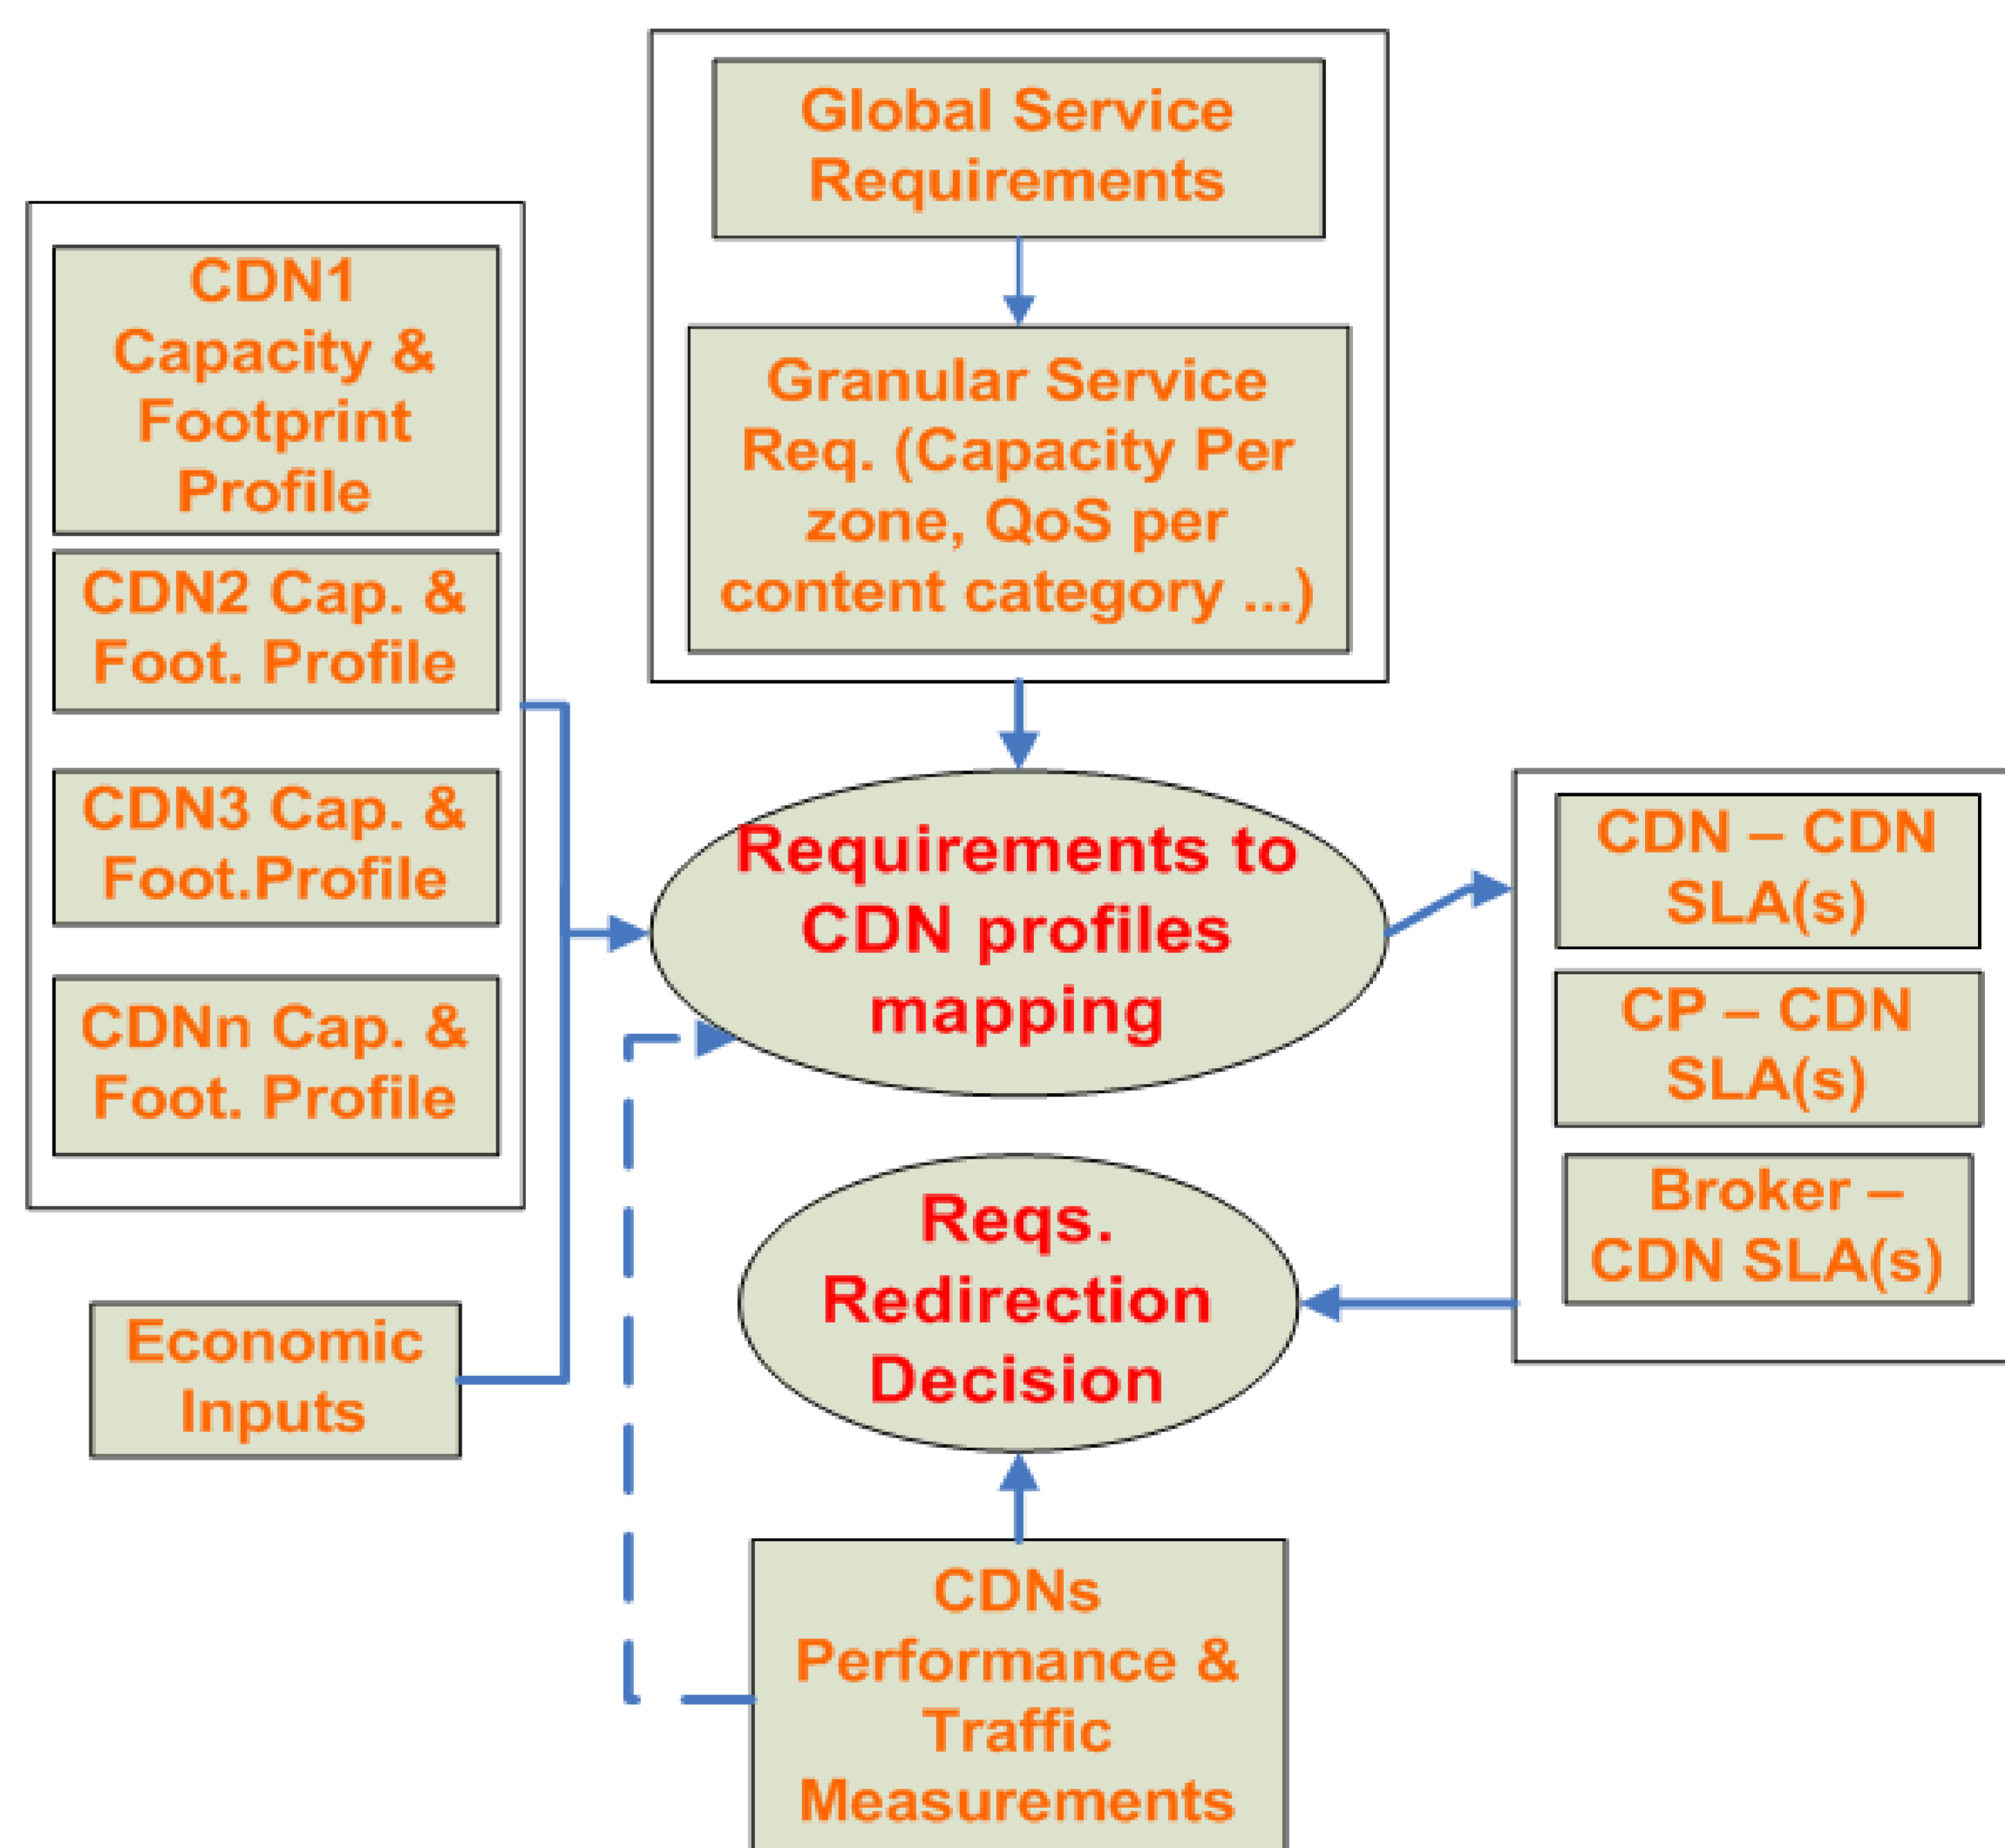 Global Service
Requirements
Granular Service
Req. (Capacity Per
zone, QoS per
content category ...)
CDN1
Capacity &
Footprint
Profile
CDN2 Cap. &
Foot. Profile
CDN3 Cap. &
Foot.Profile
CDNn Cap. &
Foot. Profile
Economic
Inputs
Requirements to
CDN profiles
mapping
CDN – CDN
SLA(s)
CP – CDN
SLA(s)
Broker –
CDN SLA(s)
Reqs.
Redirection
Decision
CDNs
Performance &
Traffic
Measurements